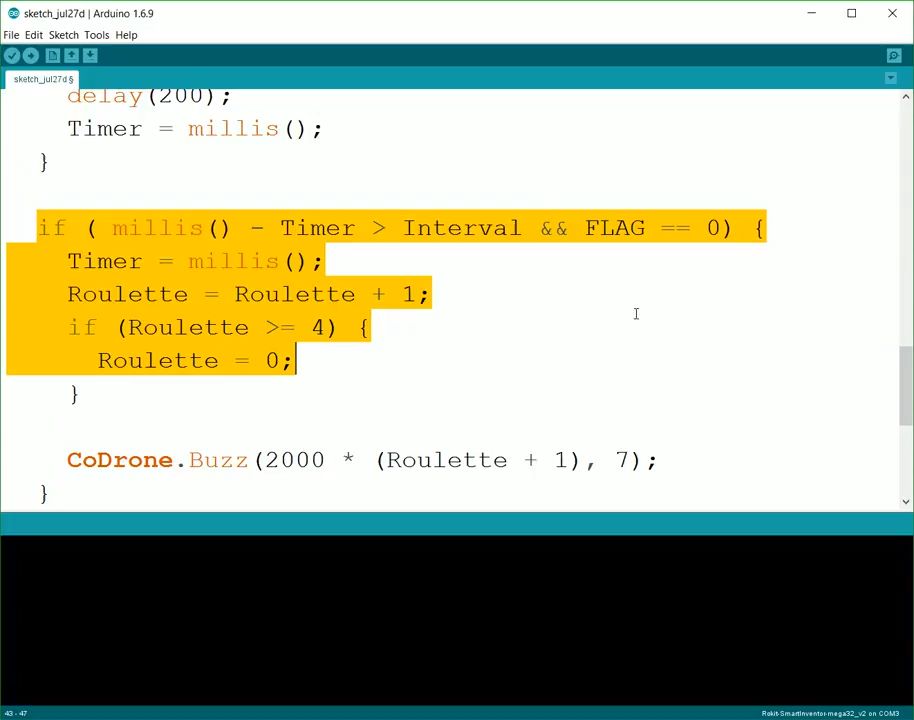 sketch_jul27d | Arduino 1.6.9
File Edit Sketch Tools Help
sketch_jul27d §
delay(200);
Timer = millis();
}
if ( millis() - Timer > Interval && FLAG == 0) {
Timer = millis();
Roulette = Roulette + 1;
if (Roulette >= 4) {
Roulette = 0;
}
CoDrone.Buzz(2000 * (Roulette + 1), 7);
}
43 - 47
Rokit-SmartInventor-mega32_v2 on COM3